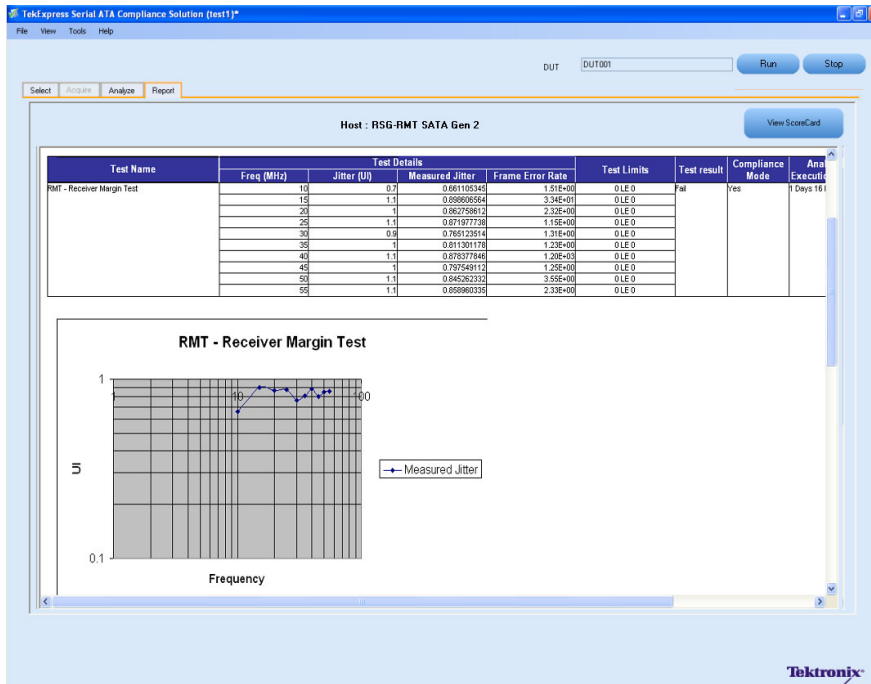 TekExpress Serial ATA Compliance Solution (test1)*
File View Tools Help
DUT DUT001 Run Stop
Select Acquire Analyze Report
Host : RSG-RMT SATA Gen 2
View ScoreCard
Test Name Test Details Test Limits Test result Compliance Mode Ana Executio
Freq (MHz) Jitter (UI) Measured Jitter Frame Error Rate
RMT - Receiver Margin Test 10 0.7 0.661105345 1.51E+00 0 LE 0 Fail Yes 1 Days 16
15 1.1 0.898606564 3.34E+01 0 LE 0
20 1 0.862758612 2.32E+00 0 LE 0
25 1.1 0.871977738 1.15E+00 0 LE 0
30 0.9 0.765123514 1.31E+00 0 LE 0
35 1 0.811301178 1.23E+00 0 LE 0
40 1.1 0.878377846 1.20E+03 0 LE 0
45 1 0.797549112 1.25E+00 0 LE 0
50 1.1 0.845262332 3.55E+00 0 LE 0
55 1.1 0.858960335 2.33E+00 0 LE 0
RMT - Receiver Margin Test
1
1 10 100
UI
Measured Jitter
0.1
Frequency
Tektronix